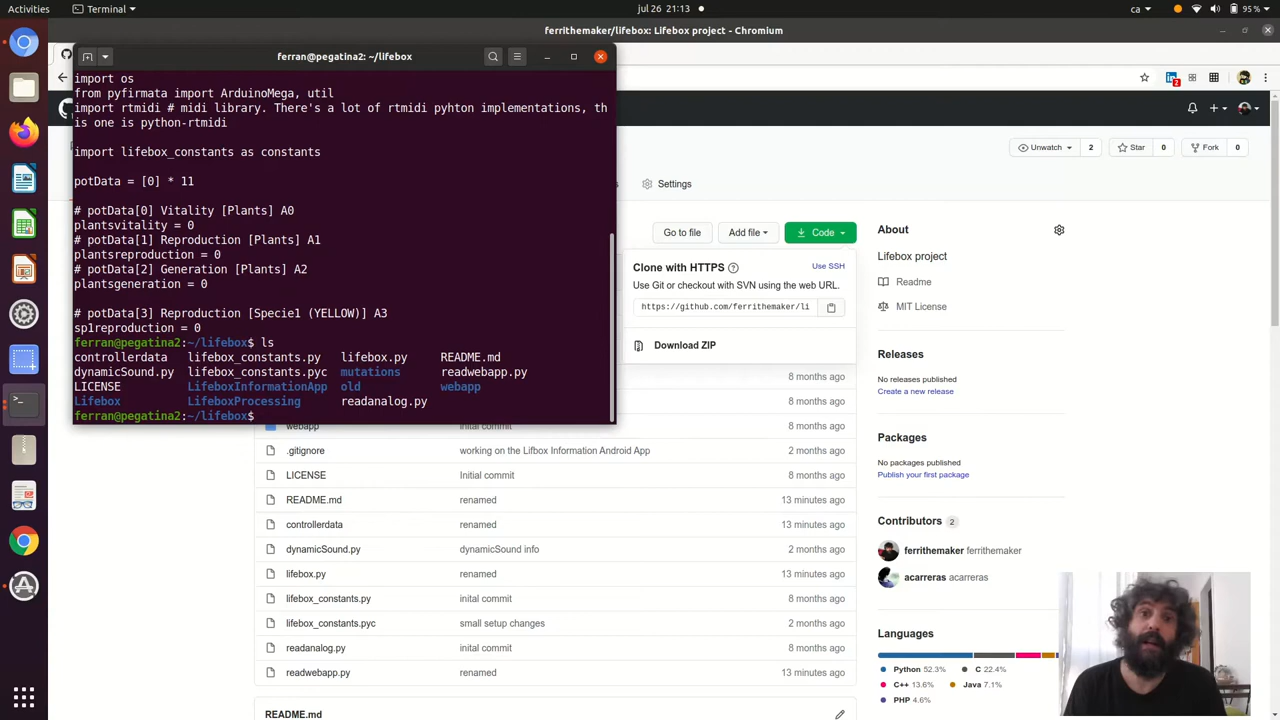 Activities
Terminal
jul 26 21:13
ca
95 %
ferrithemaker/lifebox: Lifebox project - Chromium
ferran@pegatina2: ~/lifebox
import os
from pyfirmata import ArduinoMega, util
import rtmidi # midi library. There's a lot of rtmidi pyhton implementations, th
is one is python-rtmidi
import lifebox_constants as constants
potData = [0] * 11
# potData[0] Vitality [Plants] A0
plantsvitality = 0
# potData[1] Reproduction [Plants] A1
plantsreproduction = 0
# potData[2] Generation [Plants] A2
plantsgeneration = 0
# potData[3] Reproduction [Specie1 (YELLOW)] A3
sp1reproduction = 0
ferran@pegatina2:~/lifebox$ ls
controllerdata lifebox_constants.py lifebox.py README.md
dynamicSound.py lifebox_constants.pyc mutations readwebapp.py
LICENSE LifeboxInformationApp old webapp
Lifebox LifeboxProcessing readanalog.py
ferran@pegatina2:~/lifebox$
2
Unwatch 2
Star 0
Fork 0
Settings
Go to file
Add file
Code
Clone with HTTPS
Use SSH
Use Git or checkout with SVN using the web URL.
https://github.com/ferrithemaker/li
Download ZIP
8 months ago
2 months ago
webapp inital commit 8 months ago
.gitignore working on the Lifbox Information Android App 2 months ago
LICENSE Initial commit 8 months ago
README.md renamed 13 minutes ago
controllerdata renamed 13 minutes ago
dynamicSound.py dynamicSound info 2 months ago
lifebox.py renamed 13 minutes ago
lifebox_constants.py inital commit 8 months ago
lifebox_constants.pyc small setup changes 2 months ago
readanalog.py inital commit 8 months ago
readwebapp.py renamed 13 minutes ago
README.md
About
Lifebox project
Readme
MIT License
Releases
No releases published
Create a new release
Packages
No packages published
Publish your first package
Contributors 2
ferrithemaker ferrithemaker
acarreras acarreras
Languages
Python 52.3%
C 22.4%
C++ 13.6%
Java 7.1%
PHP 4.6%